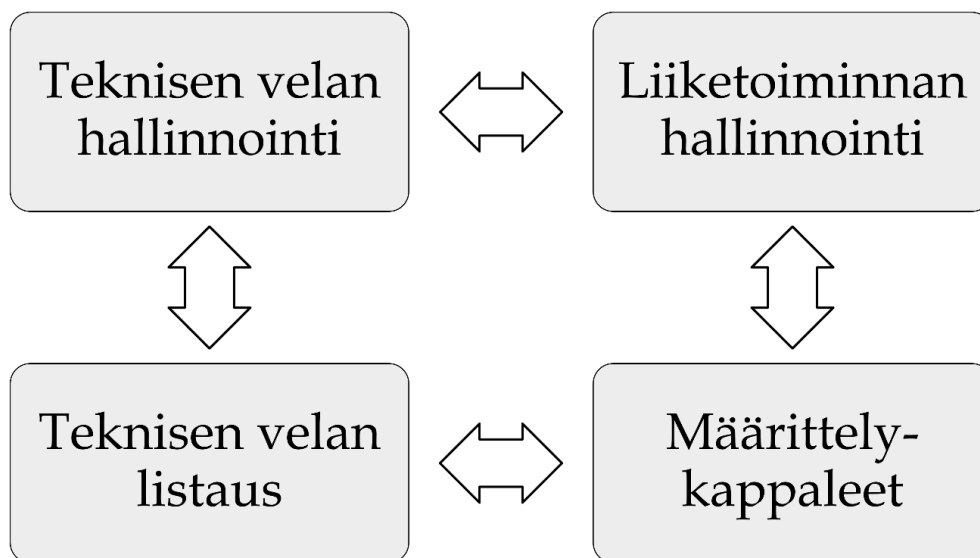 Teknisen velan
hallinnointi
Liiketoiminnan
hallinnointi
Teknisen velan
listaus
Määrittely-
kappaleet